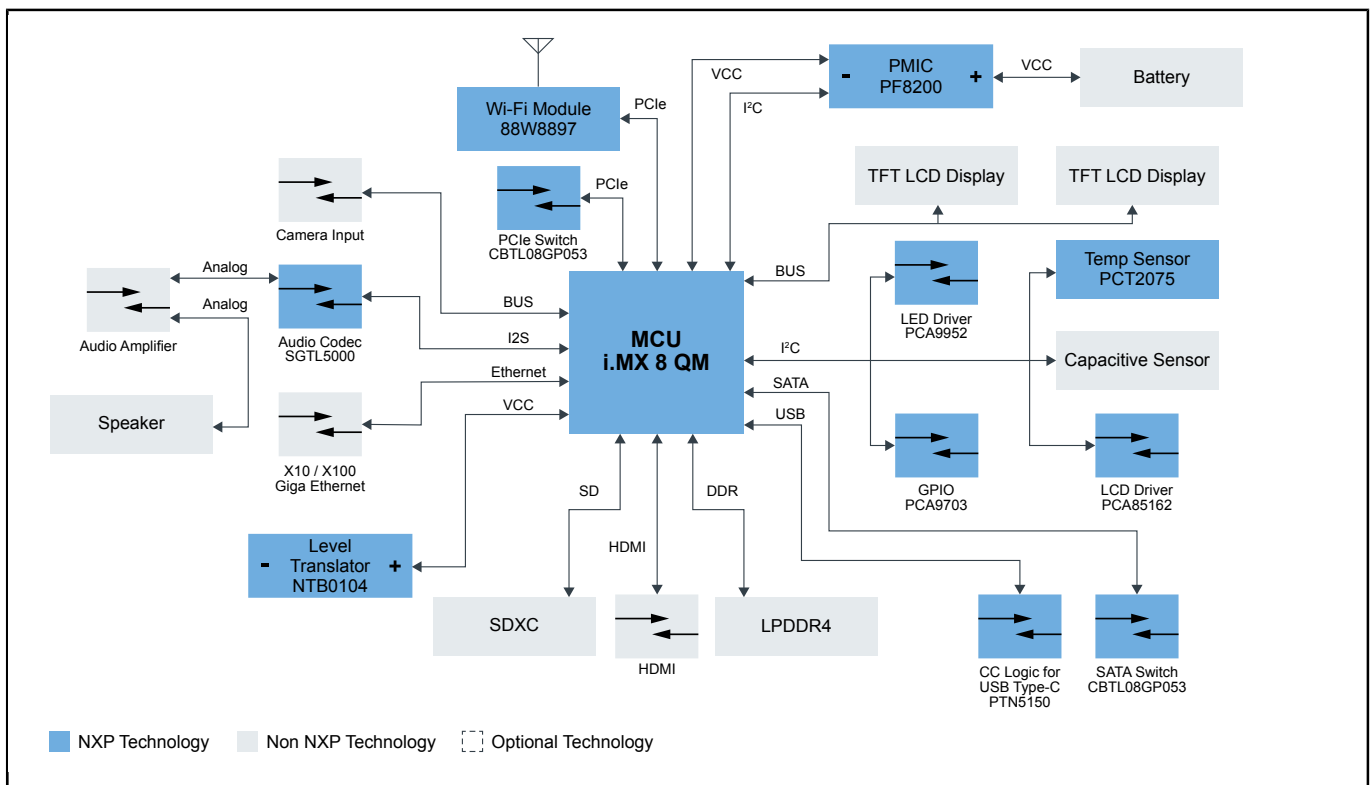 PMIC
PF8200
-
+
VCC
Battery
VCC
I²C
Wi-Fi Module
88W8897
PCIe
PCIe
PCIe Switch
CBTL08GP053
Camera Input
TFT LCD Display
TFT LCD Display
BUS
LED Driver
PCA9952
Temp Sensor
PCT2075
Analog
Analog
Audio Amplifier
Audio Codec
SGTL5000
BUS
I2S
Ethernet
VCC
MCU
i.MX 8 QM
I²C
Capacitive Sensor
SATA
USB
Speaker
X10 / X100
Giga Ethernet
GPIO
PCA9703
LCD Driver
PCA85162
SD
HDMI
DDR
-
Level
Translator
NTB0104
+
SDXC
HDMI
LPDDR4
CC Logic for
USB Type-C
PTN5150
SATA Switch
CBTL08GP053
NXP Technology
Non NXP Technology
Optional Technology